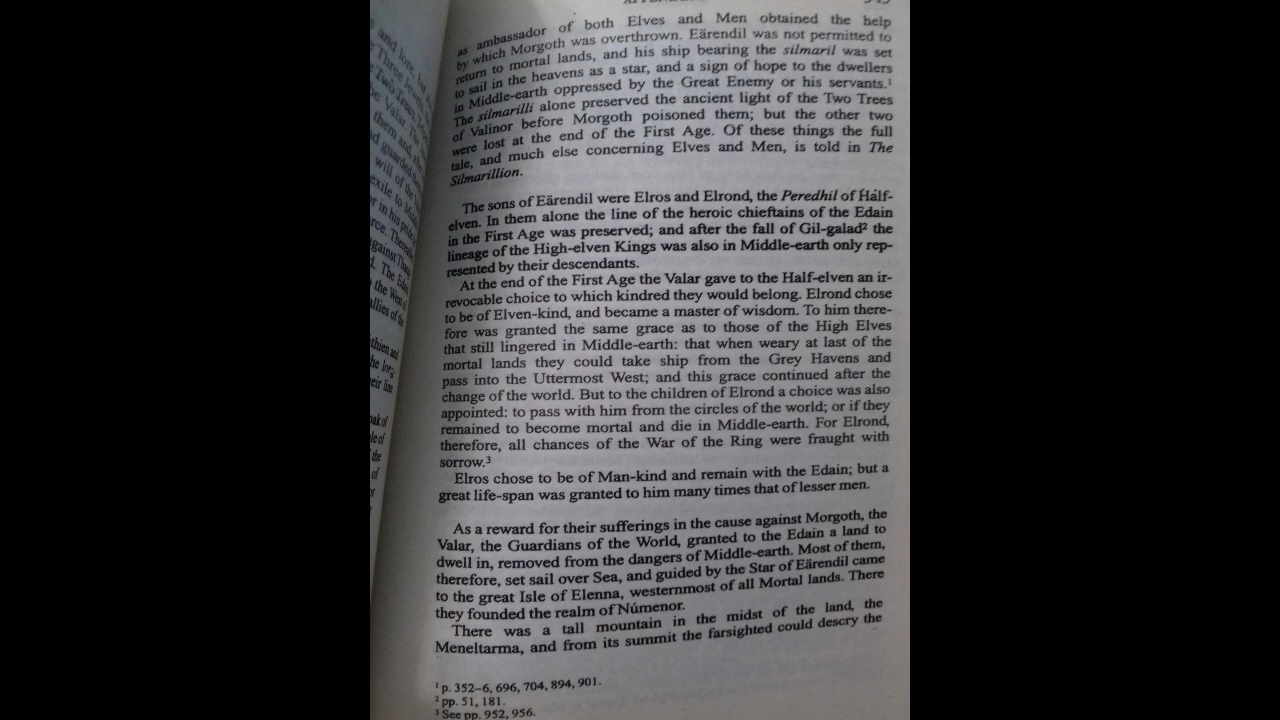 as ambassador of both Elves and Men obtained the help
by which Morgoth was overthrown. Eärendil was not permitted to
return to mortal lands, and his ship bearing the silmaril was set
to sail in the heavens as a star, and a sign of hope to the dwellers
in Middle-earth oppressed by the Great Enemy or his servants.¹
The silmarilli alone preserved the ancient light of the Two Trees
of Valinor before Morgoth poisoned them; but the other two
were lost at the end of the First Age. Of these things the full
tale, and much else concerning Elves and Men, is told in The
Silmarillion.
The sons of Eärendil were Elros and Elrond, the Peredhil of Half-
elven. In them alone the line of the heroic chieftains of the Edain
in the First Age was preserved; and after the fall of Gil-galad² the
lineage of the High-elven Kings was also in Middle-earth only rep-
resented by their descendants.
At the end of the First Age the Valar gave to the Half-elven an ir-
revocable choice to which kindred they would belong. Elrond chose
to be of Elven-kind, and became a master of wisdom. To him there-
fore was granted the same grace as to those of the High Elves
that still lingered in Middle-earth: that when weary at last of the
mortal lands they could take ship from the Grey Havens and
pass into the Uttermost West; and this grace continued after the
change of the world. But to the children of Elrond a choice was also
appointed: to pass with him from the circles of the world; or if they
remained to become mortal and die in Middle-earth. For Elrond,
therefore, all chances of the War of the Ring were fraught with
sorrow.³
Elros chose to be of Man-kind and remain with the Edain; but a
great life-span was granted to him many times that of lesser men.
As a reward for their sufferings in the cause against Morgoth, the
Valar, the Guardians of the World, granted to the Edain a land to
dwell in, removed from the dangers of Middle-earth. Most of them,
therefore, set sail over Sea, and guided by the Star of Eärendil came
to the great Isle of Elenna, westernmost of all Mortal lands. There
they founded the realm of Númenor.
There was a tall mountain in the midst of the land, the
Meneltarma, and from its summit the farsighted could descry the
¹ p. 352–6, 696, 704, 894, 901.
² pp. 51, 181.
³ See pp. 952, 956.